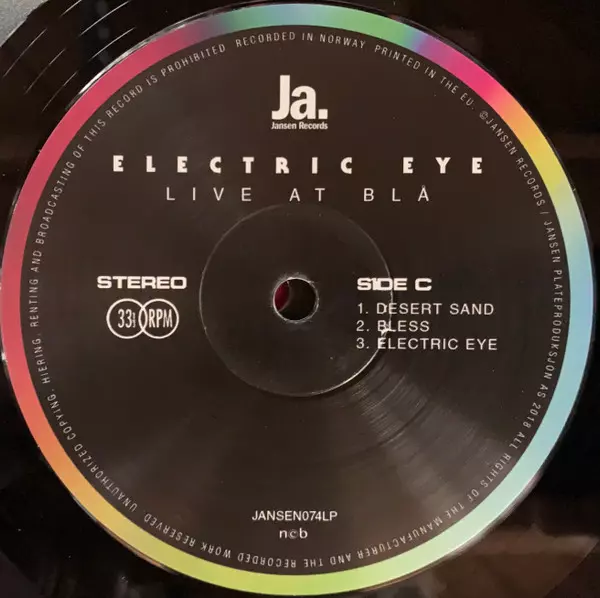 Ja.
Jansen Records
ELECTRIC EYE
LIVE AT BLÅ
STEREO
33⅓ RPM
SIDE C
1. DESERT SAND
2. BLESS
3. ELECTRIC EYE
JANSEN074LP
n©b
©JANSEN RECORDS / JANSEN PLATEPRODUKSJON AS 2018 ALL RIGHTS OF THE MANUFACTURER AND THE RECORDED WORK RESERVED. UNAUTHORIZED COPYING, HIERING, RENTING AND BROADCASTING OF THIS RECORD IS PROHIBITED. RECORDED IN NORWAY. PRINTED IN THE EU.